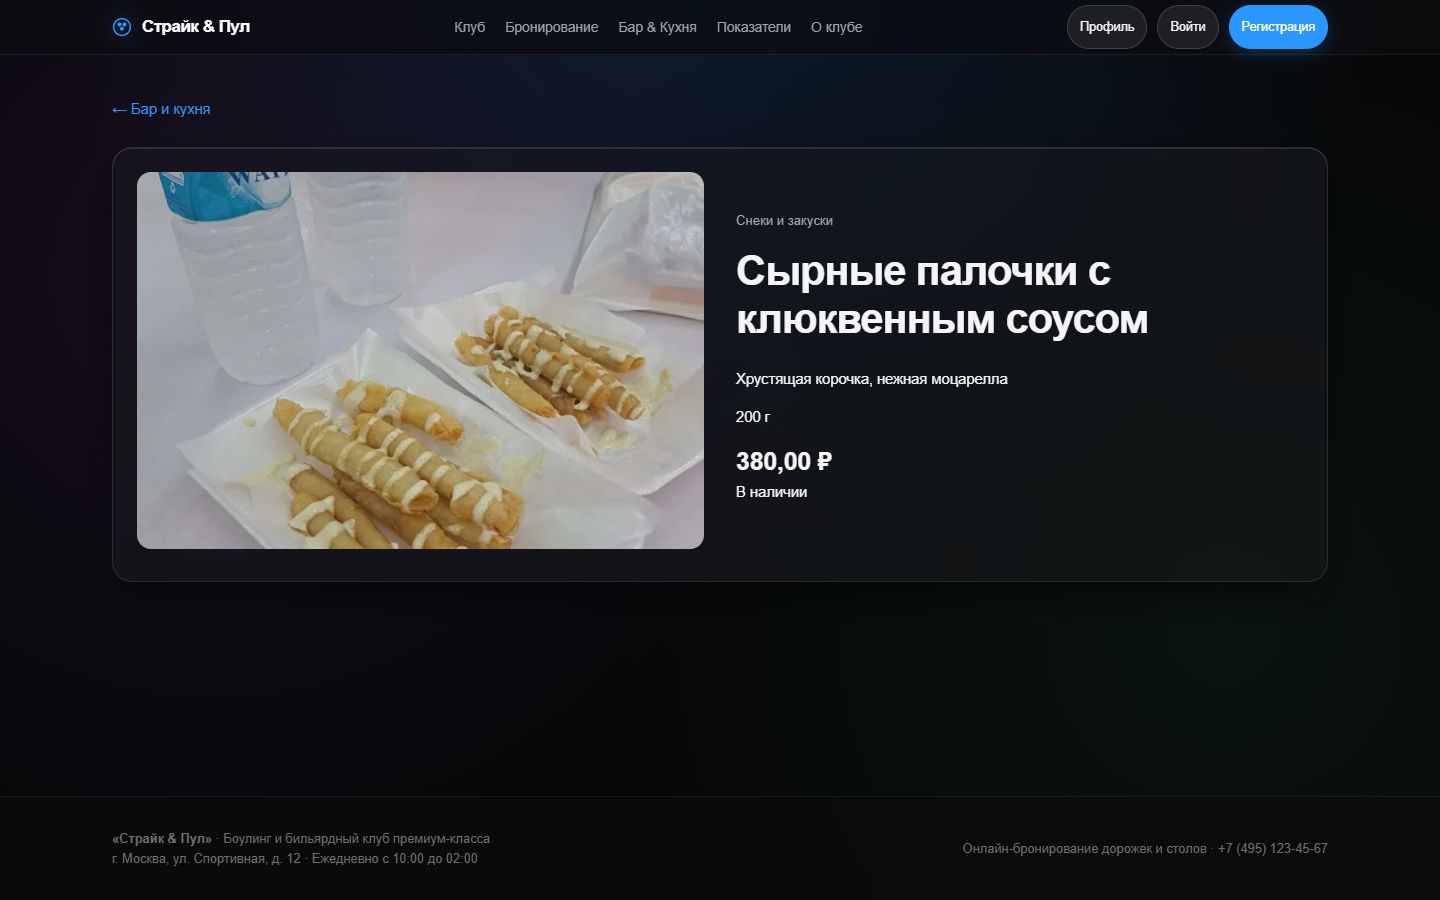 Страйк & Пул
Клуб Бронирование Бар & Кухня Показатели О клубе
Профиль Войти Регистрация
← Бар и кухня
Снеки и закуски
Сырные палочки с
клюквенным соусом
Хрустящая корочка, нежная моцарелла
200 г
380,00 ₽
В наличии
«Страйк & Пул» · Боулинг и бильярдный клуб премиум-класса
г. Москва, ул. Спортивная, д. 12 · Ежедневно с 10:00 до 02:00
Онлайн-бронирование дорожек и столов · +7 (495) 123-45-67